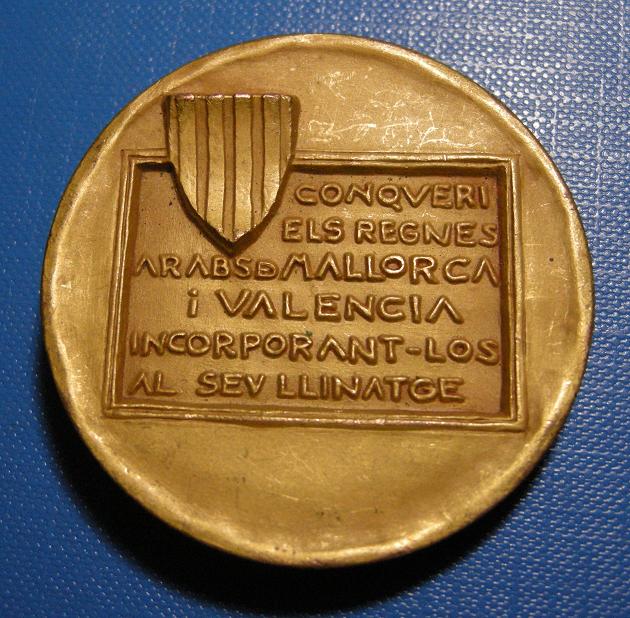 CONQVERI
ELS REGNES
ARABS D MALLORCA
i VALENCIA
INCORPORANT-LOS
AL SEV LLINATGE